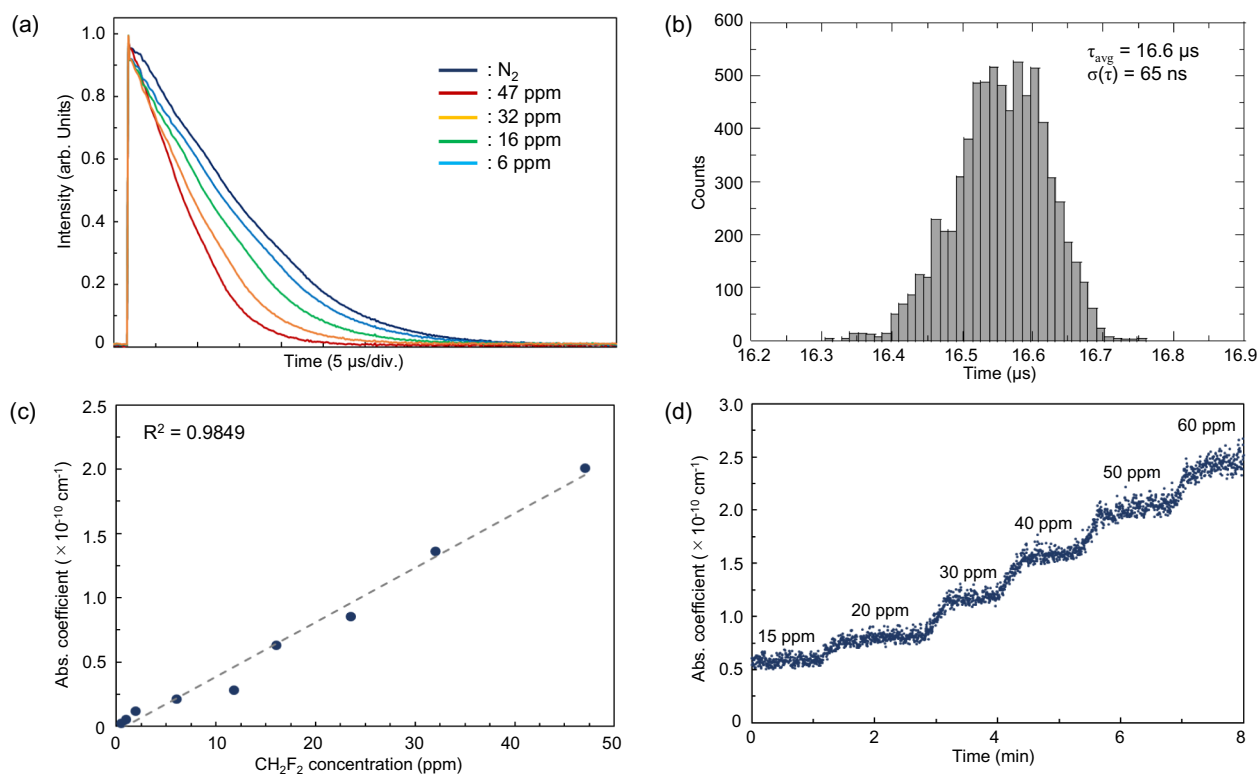 (a)
Intensity (arb. Units)
1.0
0.8
0.6
0.4
0.2
0
: N₂
: 47 ppm
: 32 ppm
: 16 ppm
: 6 ppm
Time (5 μs/div.)
(b)
Counts
600
500
400
300
200
100
0
τavg = 16.6 μs
σ(τ) = 65 ns
16.2 16.3 16.4 16.5 16.6 16.7 16.8 16.9
Time (μs)
(c)
Abs. coefficient (×10⁻¹⁰ cm⁻¹)
2.5
2.0
1.5
1.0
0.5
0
R² = 0.9849
0 10 20 30 40 50
CH₂F₂ concentration (ppm)
(d)
Abs. coefficient (×10⁻¹⁰ cm⁻¹)
3.0
2.5
2.0
1.5
1.0
0.5
0
60 ppm
50 ppm
40 ppm
30 ppm
20 ppm
15 ppm
0 2 4 6 8
Time (min)